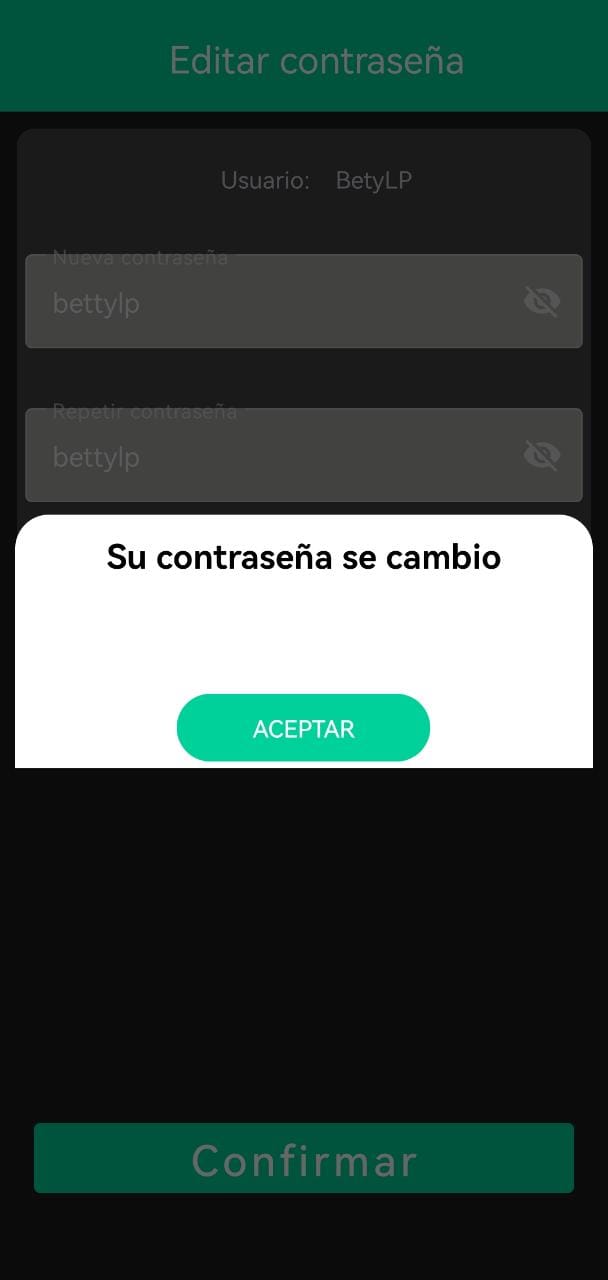 Editar contraseña
Usuario: BetyLP
Nueva contraseña
bettylp
Repetir contraseña
bettylp
Su contraseña se cambio
ACEPTAR
Confirmar